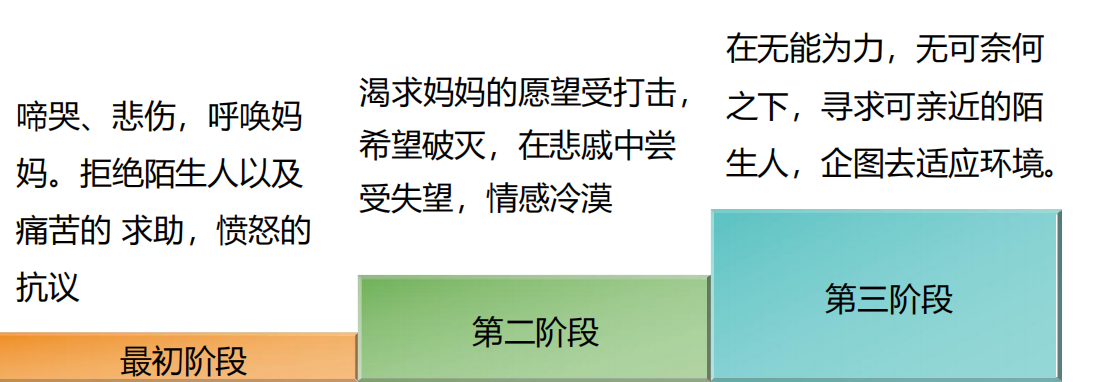 啼哭、悲伤，呼唤妈
妈。拒绝陌生人以及
痛苦的 求助，愤怒的
抗议
最初阶段
渴求妈妈的愿望受打击，
希望破灭，在悲戚中尝
受失望，情感冷漠
第二阶段
在无能为力，无可奈何
之下，寻求可亲近的陌
生人，企图去适应环境。
第三阶段